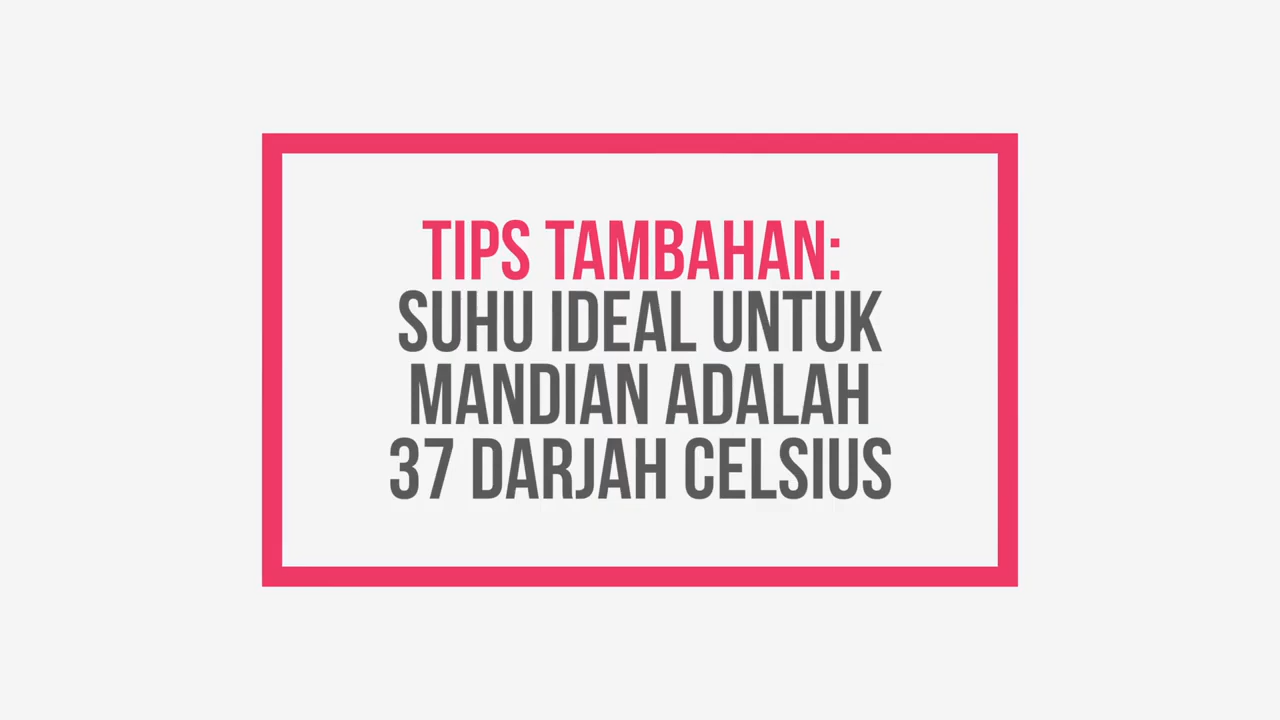 TIPS TAMBAHAN:
SUHU IDEAL UNTUK
MANDIAN ADALAH
37 DARJAH CELSIUS